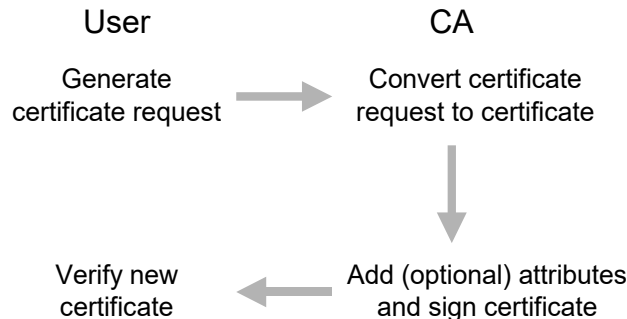 User
CA
Generate
certificate request
Convert certificate
request to certificate
Verify new
certificate
Add (optional) attributes
and sign certificate